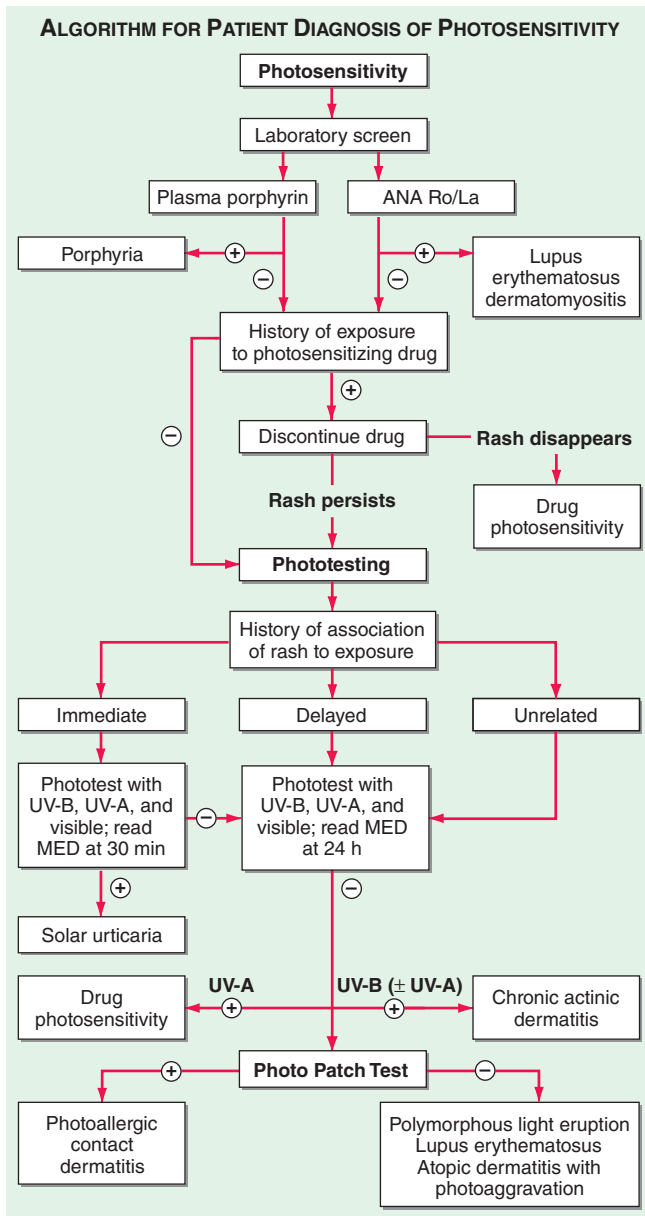 ALGORITHM FOR PATIENT DIAGNOSIS OF PHOTOSENSITIVITY
Photosensitivity
Laboratory screen
Plasma porphyrin
ANA Ro/La
Porphyria
+
+
Lupus
erythematosus
dermatomyositis
−
−
History of exposure
to photosensitizing drug
+
−
Discontinue drug
Rash disappears
Rash persists
Drug
photosensitivity
Phototesting
History of association
of rash to exposure
Immediate
Delayed
Unrelated
Phototest with
UV-B, UV-A, and
visible; read
MED at 30 min
−
Phototest with
UV-B, UV-A, and
visible; read MED
at 24 h
+
−
Solar urticaria
UV-A
UV-B (± UV-A)
Drug
photosensitivity
+
+
Chronic actinic
dermatitis
Photo Patch Test
+
−
Photoallergic
contact
dermatitis
Polymorphous light eruption
Lupus erythematosus
Atopic dermatitis with
photoaggravation